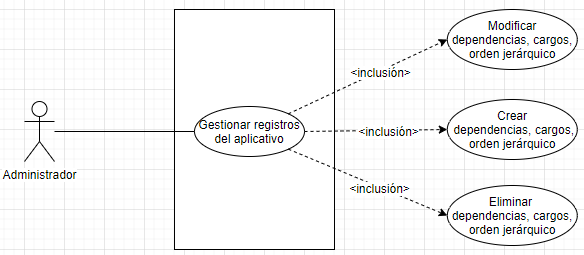 Modificar
dependencias, cargos,
orden jerárquico
<inclusión>
Gestionar registros
del aplicativo
<inclusión>
Crear
dependencias, cargos,
orden jerárquico
Administrador
<inclusión>
Eliminar
dependencias, cargos,
orden jerárquico